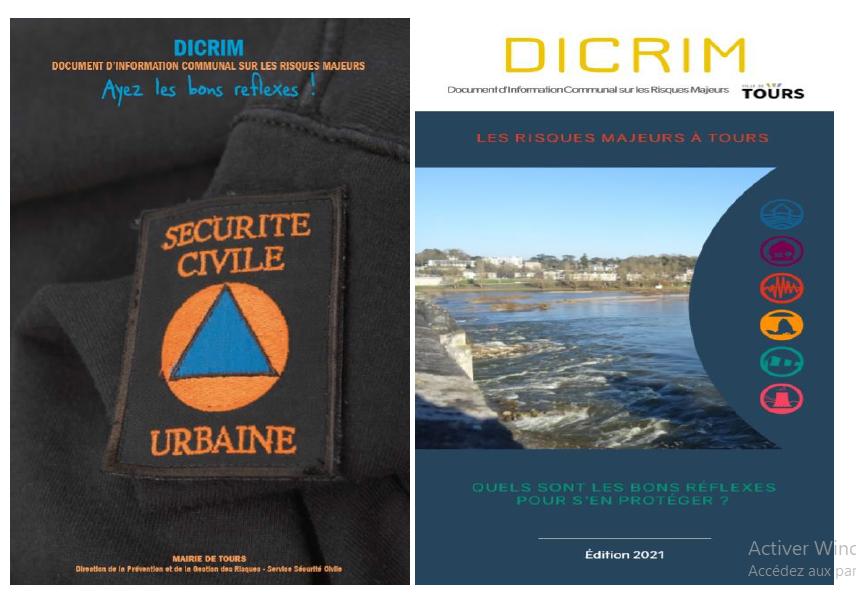 DICRIM
DOCUMENT D'INFORMATION COMMUNAL SUR LES RISQUES MAJEURS
Ayez les bons reflexes !
SECURITE
CIVILE
URBAINE
MAIRIE DE TOURS
Direction de la Prévention et de la Gestion des Risques - Service Sécurité Civile
DICRIM
Document d'Information Communal sur les Risques Majeurs
TOURS
LES RISQUES MAJEURS À TOURS
QUELS SONT LES BONS RÉFLEXES
POUR S'EN PROTÉGER ?
Édition 2021
Activer Wind
Accédez aux par